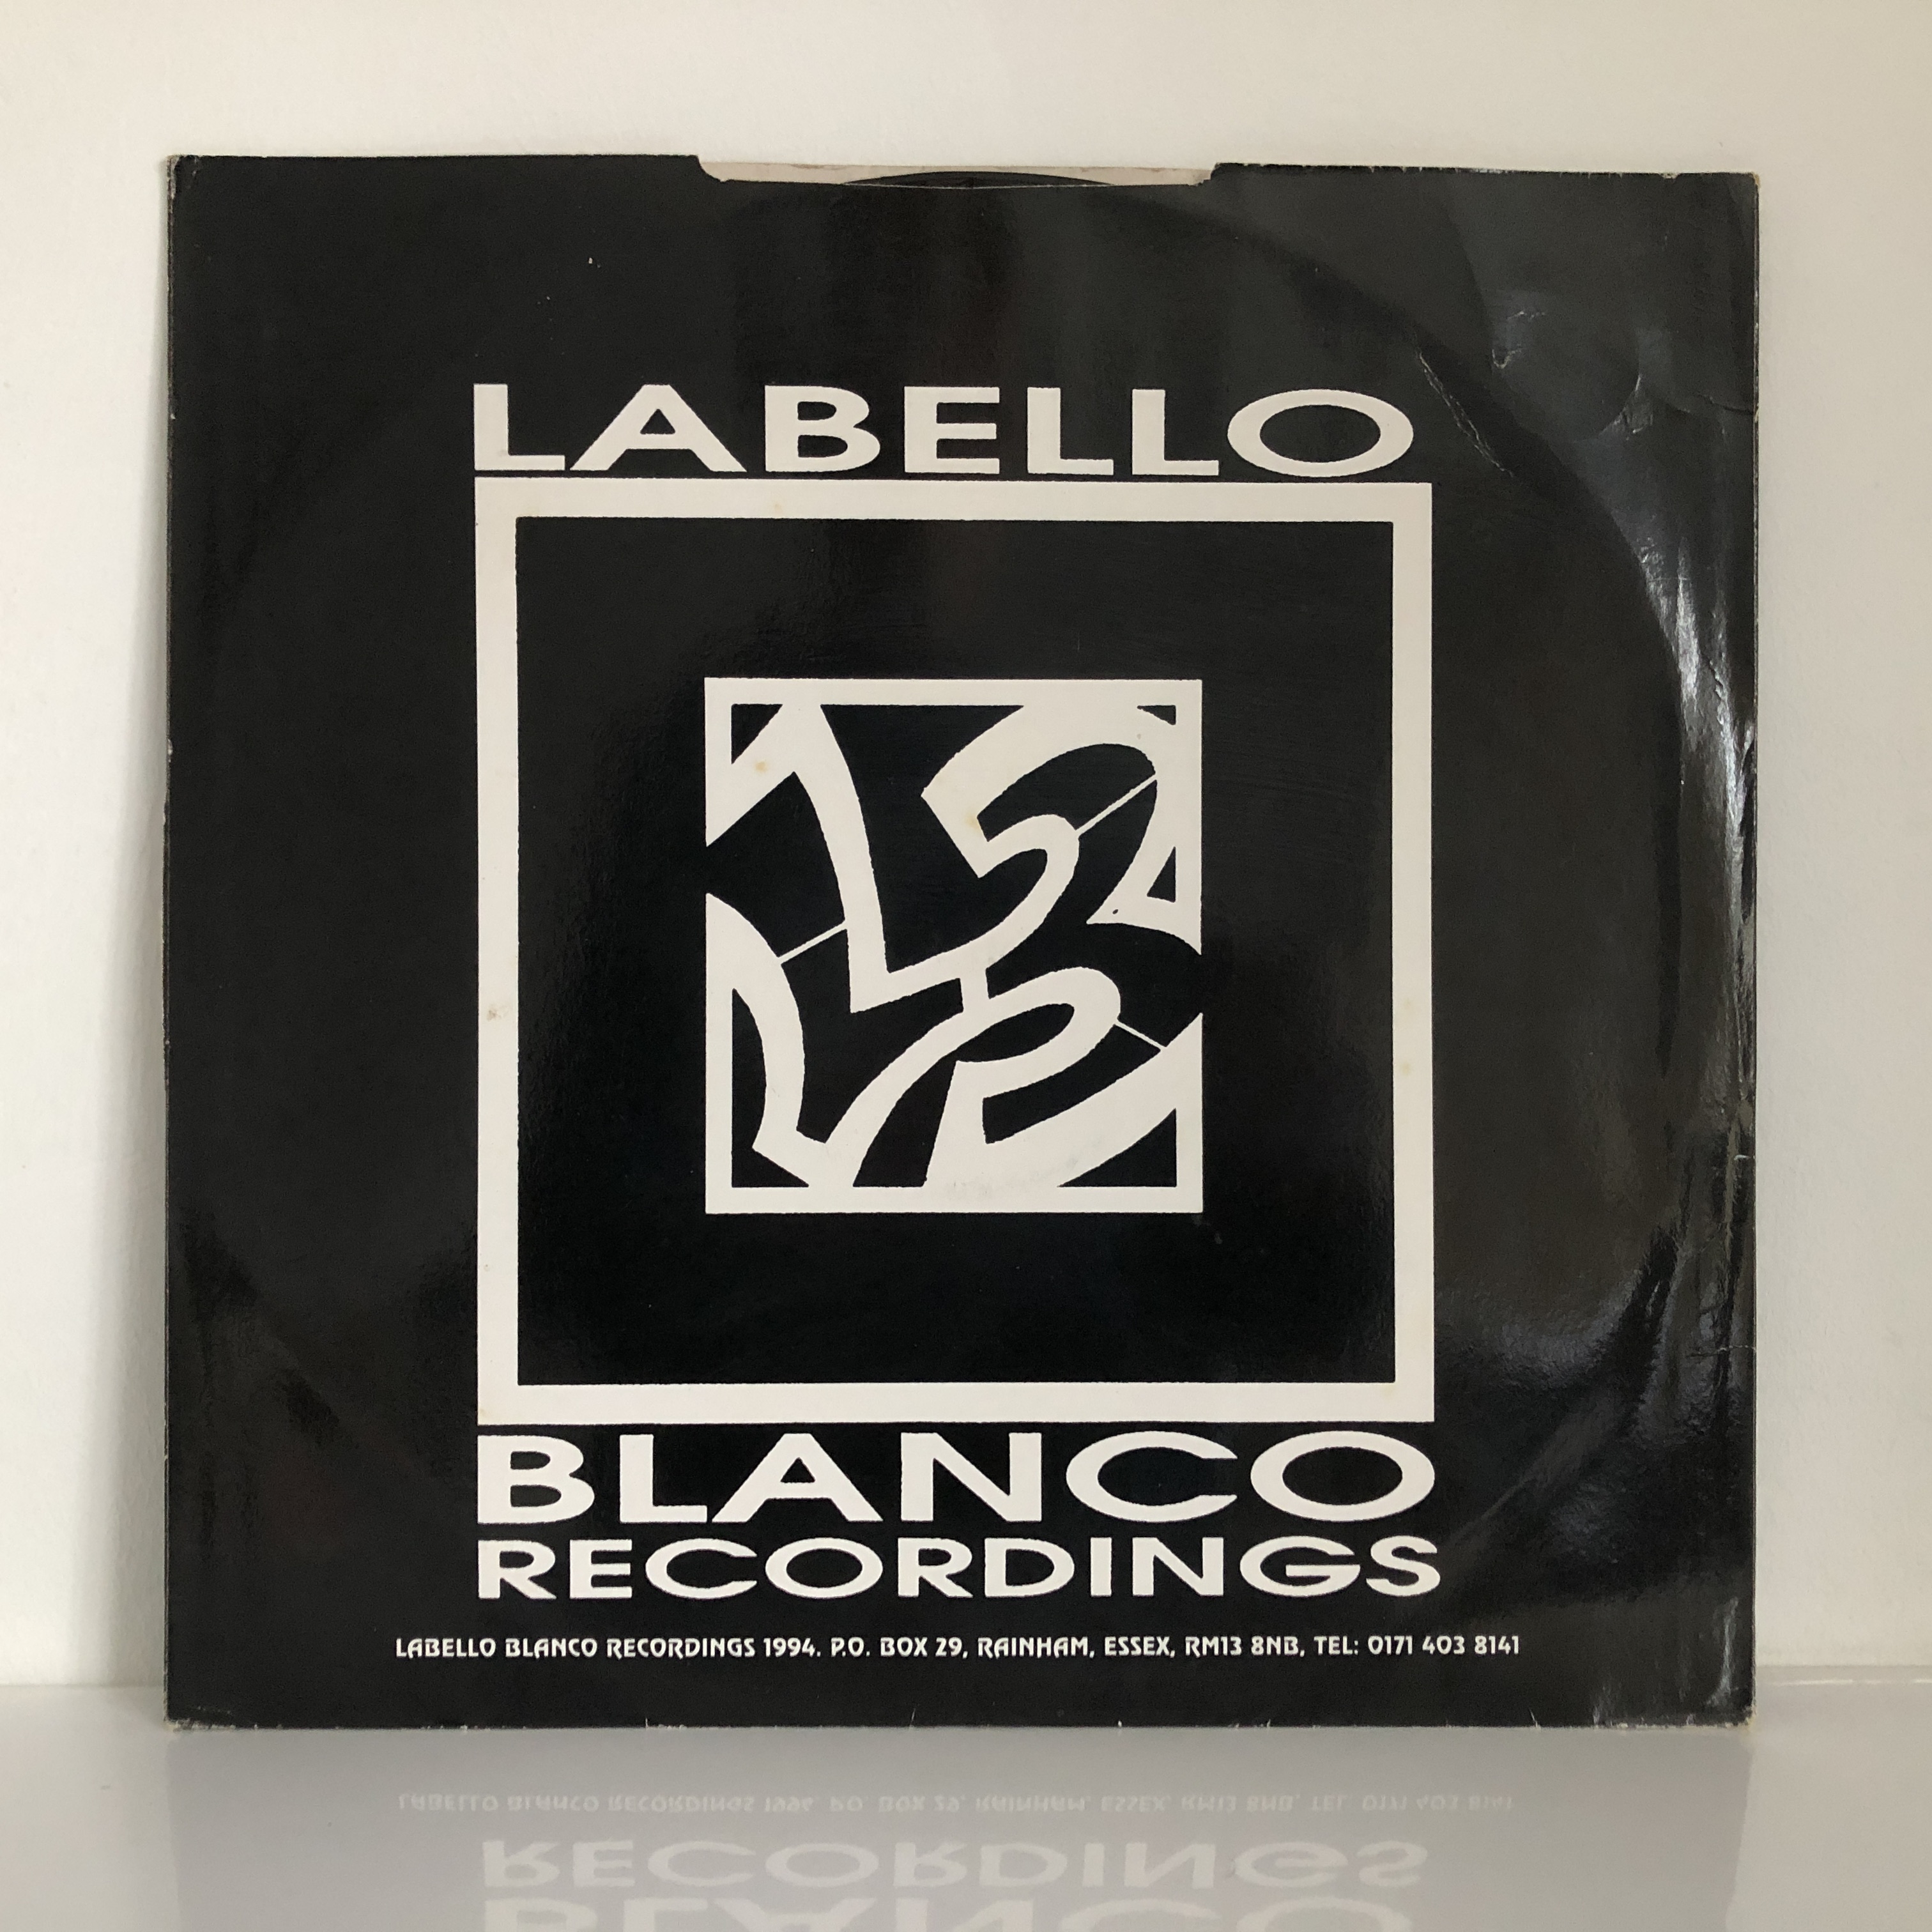 LABELLO
BLANCO
RECORDINGS
LABELLO BLANCO RECORDINGS 1994. P.O. BOX 29, RAINHAM, ESSEX, RM13 8NB, TEL: 0171 403 8141